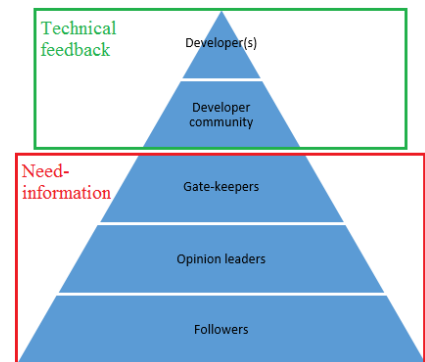 Technical
feedback
Developer(s)
Developer
community
Need-
information
Gate-keepers
Opinion leaders
Followers